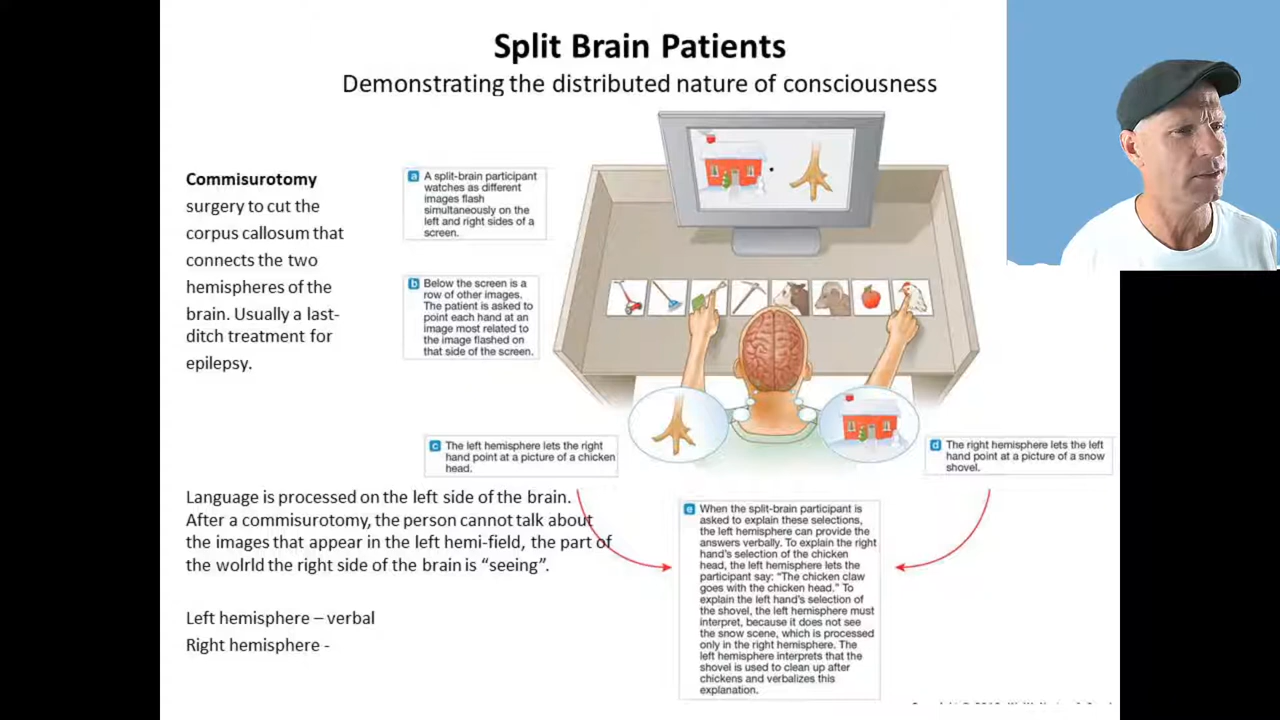 Split Brain Patients
Demonstrating the distributed nature of consciousness
Commisurotomy
surgery to cut the
corpus callosum that
connects the two
hemispheres of the
brain. Usually a last-
ditch treatment for
epilepsy.
a A split-brain participant
watches as different
images flash
simultaneously on the
left and right sides of a
screen.
b Below the screen is a
row of other images.
The patient is asked to
point each hand at an
image most related to
the image flashed on
that side of the screen.
c The left hemisphere lets the right
hand point at a picture of a chicken
head.
d The right hemisphere lets the left
hand point at a picture of a snow
shovel.
Language is processed on the left side of the brain.
After a commisurotomy, the person cannot talk about
the images that appear in the left hemi-field, the part of
the wolrld the right side of the brain is “seeing”.
Left hemisphere – verbal
Right hemisphere -
e When the split-brain participant is
asked to explain these selections,
the left hemisphere can provide the
answers verbally. To explain the right
hand's selection of the chicken
head, the left hemisphere lets the
participant say: "The chicken claw
goes with the chicken head." To
explain the left hand's selection of
the shovel, the left hemisphere must
interpret, because it does not see
the snow scene, which is processed
only in the right hemisphere. The
left hemisphere interprets that the
shovel is used to clean up after
chickens and verbalizes this
explanation.